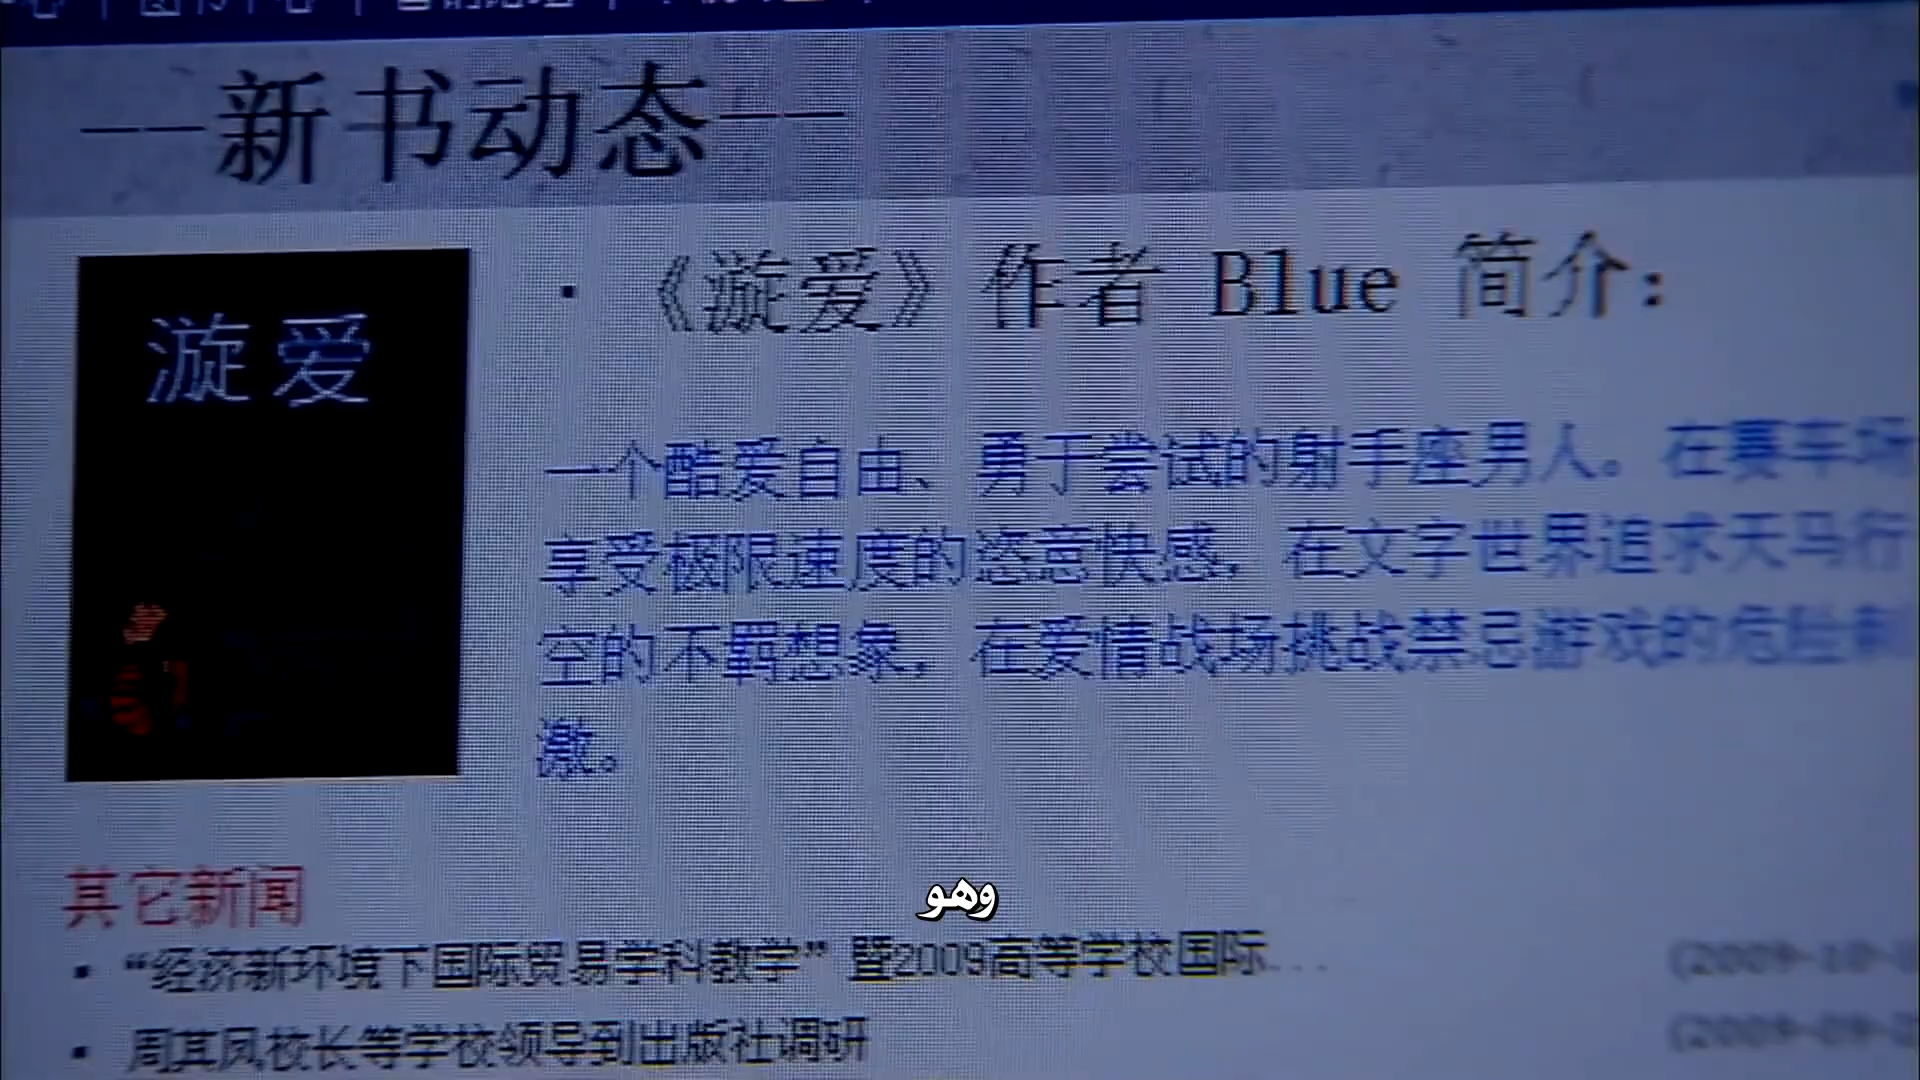 --新书动态--
漩爱
· 《漩爱》作者 Blue 简介：
一个酷爱自由、勇于尝试的射手座男人。在赛车场
享受极限速度的恣意快感，在文字世界追求天马行
空的不羁想象，在爱情战场挑战禁忌游戏的危险刺
激。
其它新闻
وهو
· “经济新环境下国际贸易学科教学”暨2009高等学校国际...
· 周其凤校长等学校领导到出版社调研